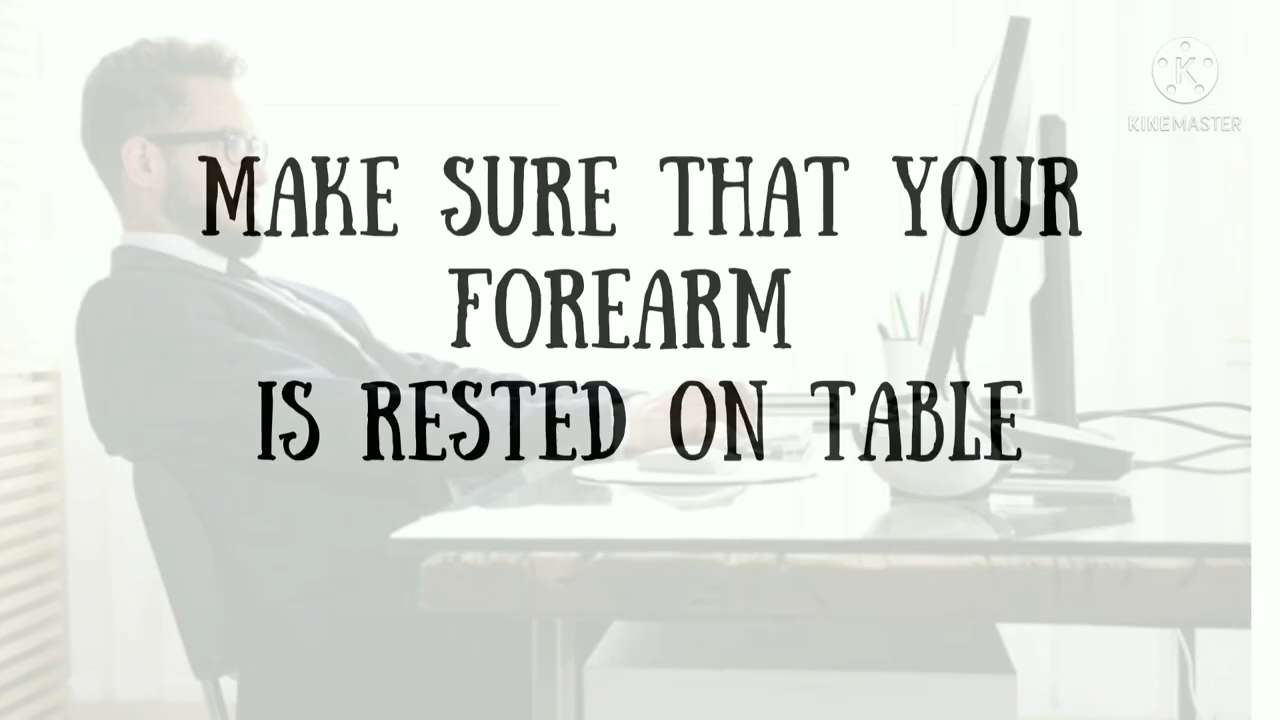 KINEMASTER
MAKE SURE THAT YOUR
FOREARM
IS RESTED ON TABLE